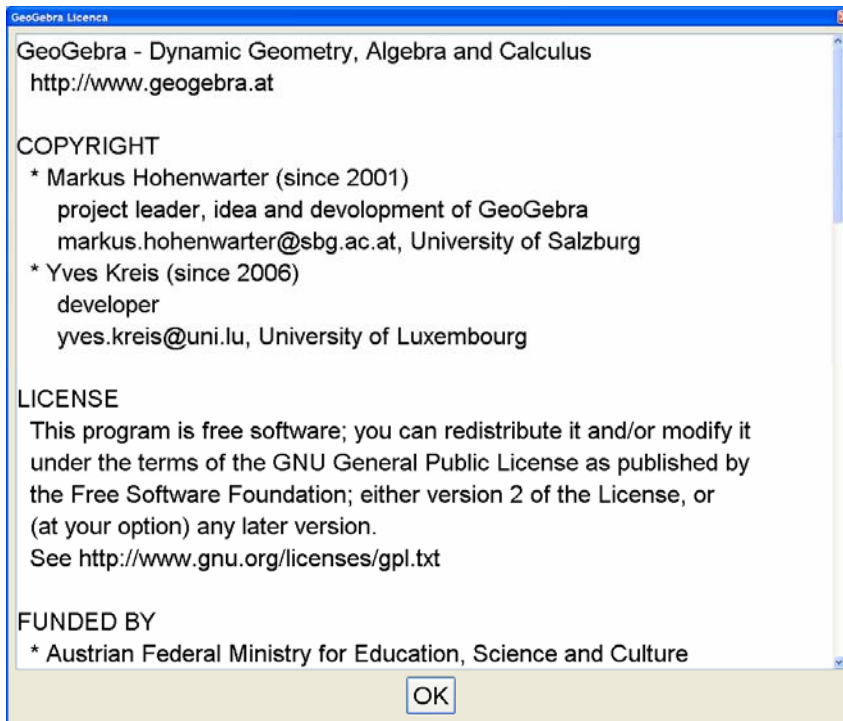 GeoGebra Licenca
GeoGebra - Dynamic Geometry, Algebra and Calculus
http://www.geogebra.at
COPYRIGHT
* Markus Hohenwarter (since 2001)
project leader, idea and devolopment of GeoGebra
markus.hohenwarter@sbg.ac.at, University of Salzburg
* Yves Kreis (since 2006)
developer
yves.kreis@uni.lu, University of Luxembourg
LICENSE
This program is free software; you can redistribute it and/or modify it
under the terms of the GNU General Public License as published by
the Free Software Foundation; either version 2 of the License, or
(at your option) any later version.
See http://www.gnu.org/licenses/gpl.txt
FUNDED BY
* Austrian Federal Ministry for Education, Science and Culture
OK